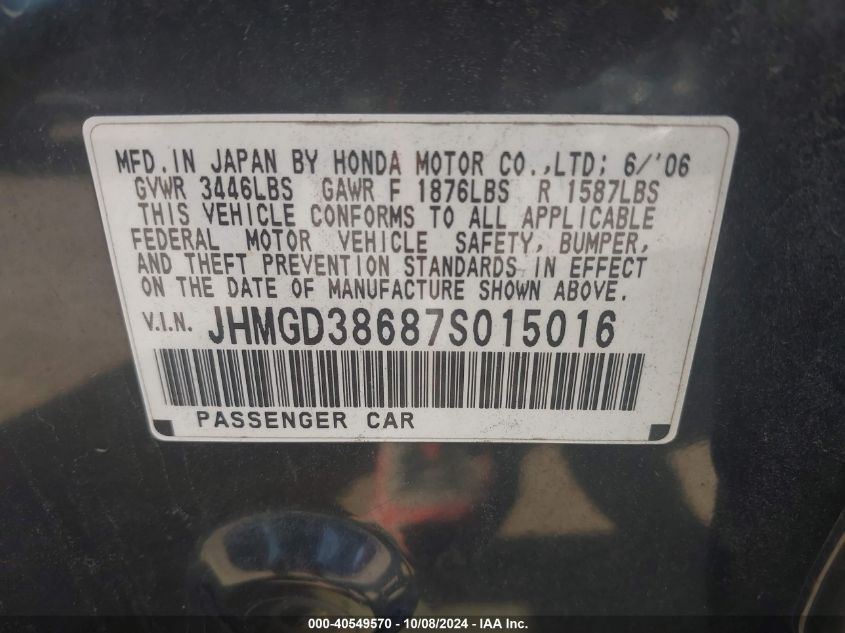 MFD.IN JAPAN BY HONDA MOTOR CO.,LTD; 6/'06
GVWR 3446LBS GAWR F 1876LBS R 1587LBS
THIS VEHICLE CONFORMS TO ALL APPLICABLE
FEDERAL MOTOR VEHICLE SAFETY, BUMPER,
AND THEFT PREVENTION STANDARDS IN EFFECT
ON THE DATE OF MANUFACTURE SHOWN ABOVE.
V.I.N. JHMGD38687S015016
PASSENGER CAR
000-40549570 - 10/08/2024 - IAA Inc.